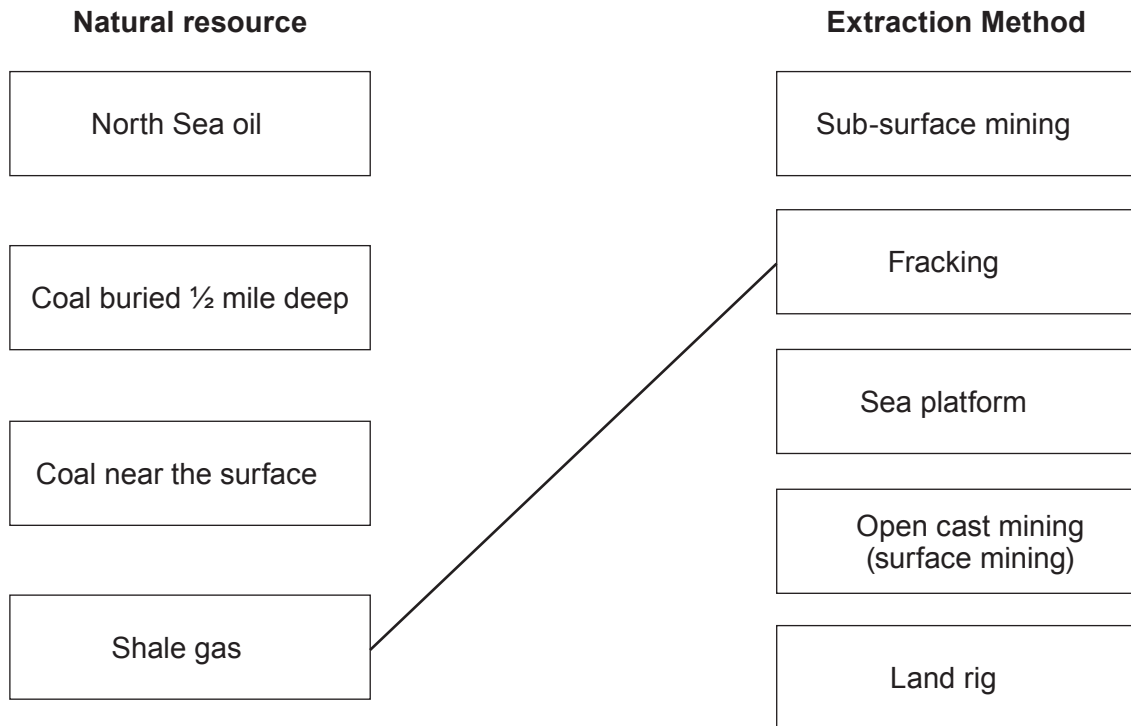 Natural resource
Extraction Method
North Sea oil
Sub-surface mining
Coal buried ½ mile deep
Fracking
Sea platform
Coal near the surface
Open cast mining
(surface mining)
Shale gas
Land rig